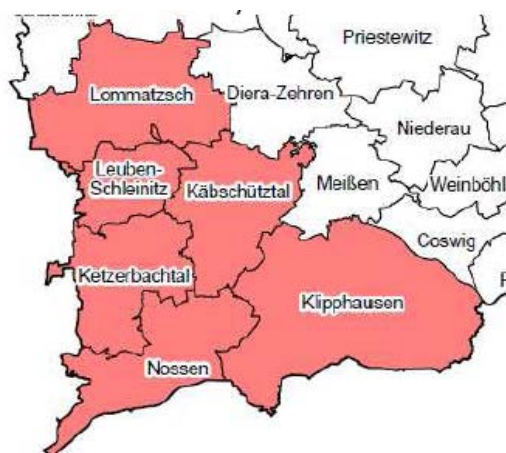 Priestewitz
Lommatzsch
Diera-Zehren
Niederau
Leuben-
Schleinitz
Käbschütztal
Meißen
Weinböhl
Coswig
Ketzerbachtal
Klipphausen
Nossen